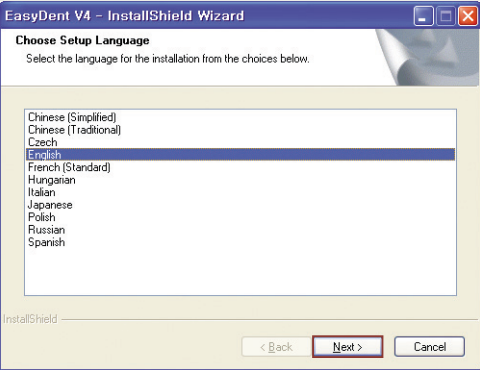 EasyDent V4 - InstallShield Wizard
Choose Setup Language
Select the language for the installation from the choices below.
Chinese (Simplified)
Chinese (Traditional)
Czech
English
French (Standard)
Hungarian
Italian
Japanese
Polish
Russian
Spanish
InstallShield
< Back Next > Cancel